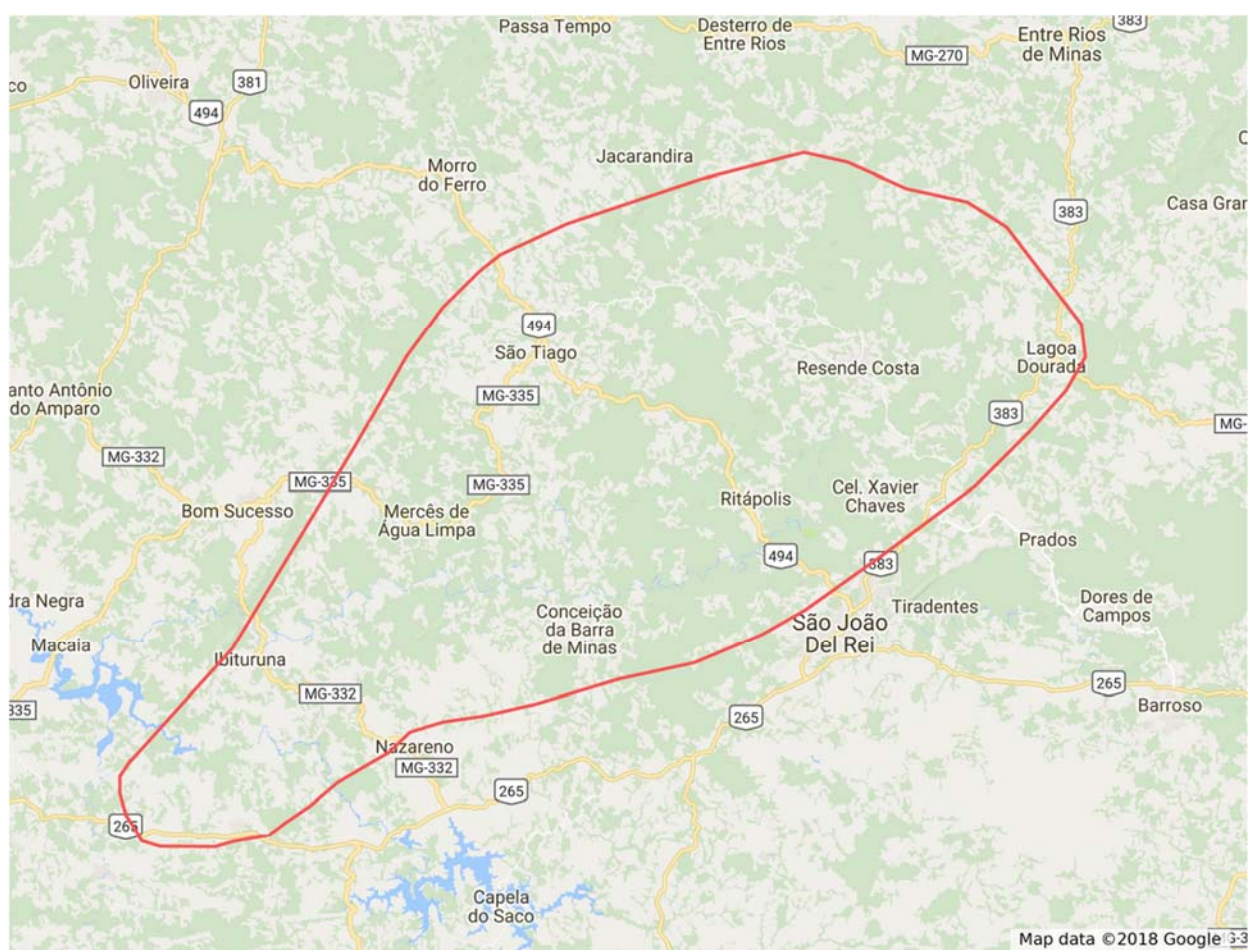 Passa Tempo
Desterro de
Entre Rios
383
Entre Rios
de Minas
MG-270
co
Oliveira
381
494
Morro
do Ferro
Jacarandira
383
Casa Gran
494
São Tiago
Lagoa
Dourada
Resende Costa
anto Antônio
do Amparo
MG-335
383
MG-
MG-332
MG-335
MG-335
Bom Sucesso
Mercês de
Água Limpa
Ritápolis
Cel. Xavier
Chaves
Prados
494
383
dra Negra
Conceição
da Barra
de Minas
Tiradentes
Dores de
Campos
São João
Del Rei
Macaia
Ibituruna
MG-332
265
335
265
Barroso
Nazareno
MG-332
265
265
Capela
do Saco
Map data ©2018 Google